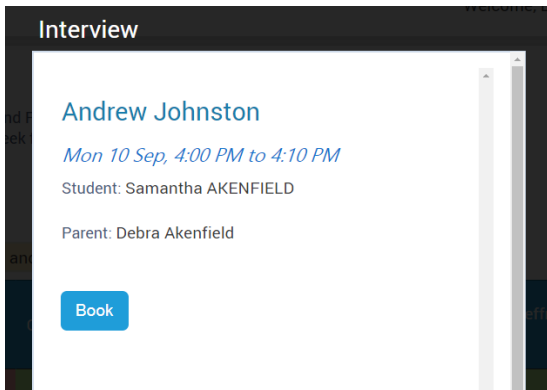 Interview
Andrew Johnston
Mon 10 Sep, 4:00 PM to 4:10 PM
Student: Samantha AKENFIELD
Parent: Debra Akenfield
Book